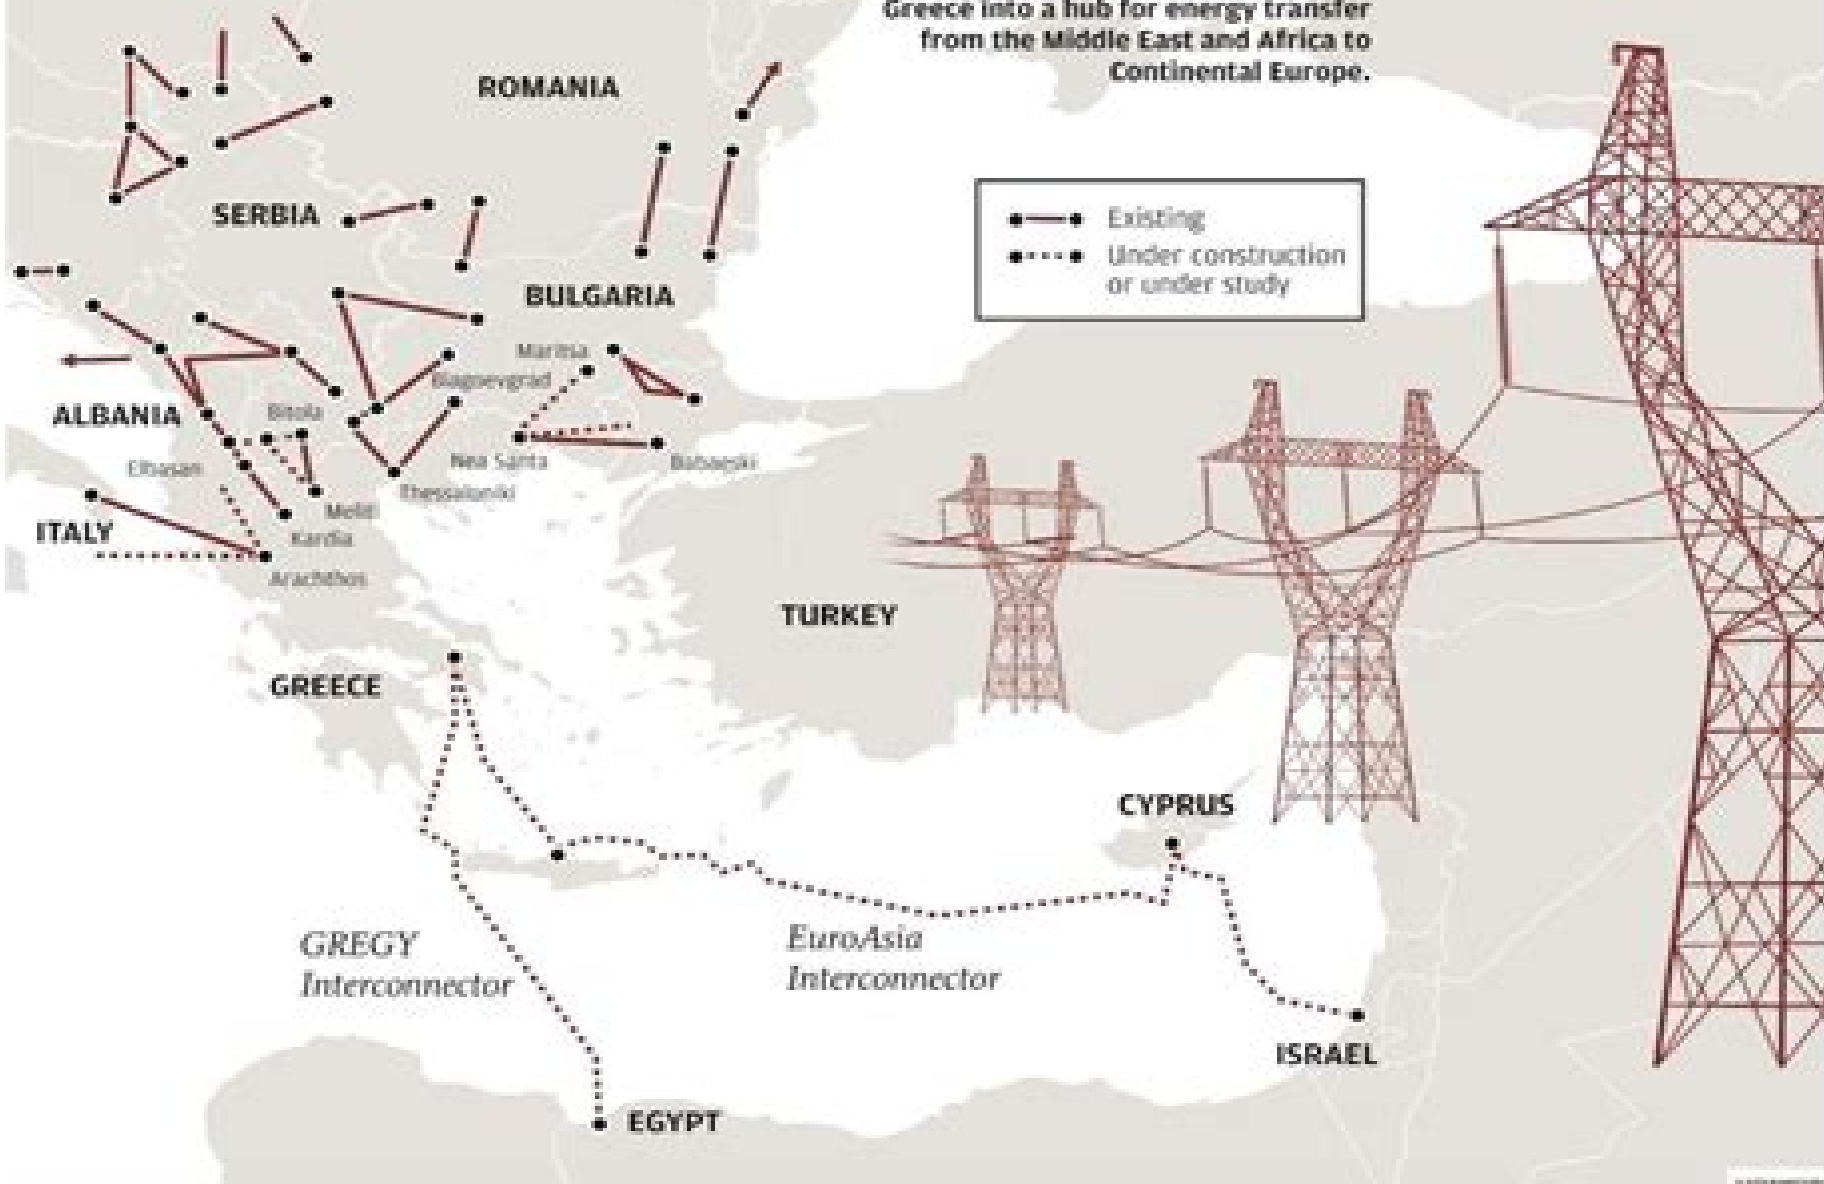 Greece into a hub for energy transfer
from the Middle East and Africa to
Continental Europe.
ROMANIA
SERBIA
Existing
Under construction
or under study
BULGARIA
Maritsa
Blagoevgrad
ALBANIA
Bitola
Elbasan
Nea Santa
Babaeski
Thessaloniki
Meliti
ITALY
Kardia
Arachthos
TURKEY
GREECE
CYPRUS
GREGY
Interconnector
EuroAsia
Interconnector
ISRAEL
EGYPT